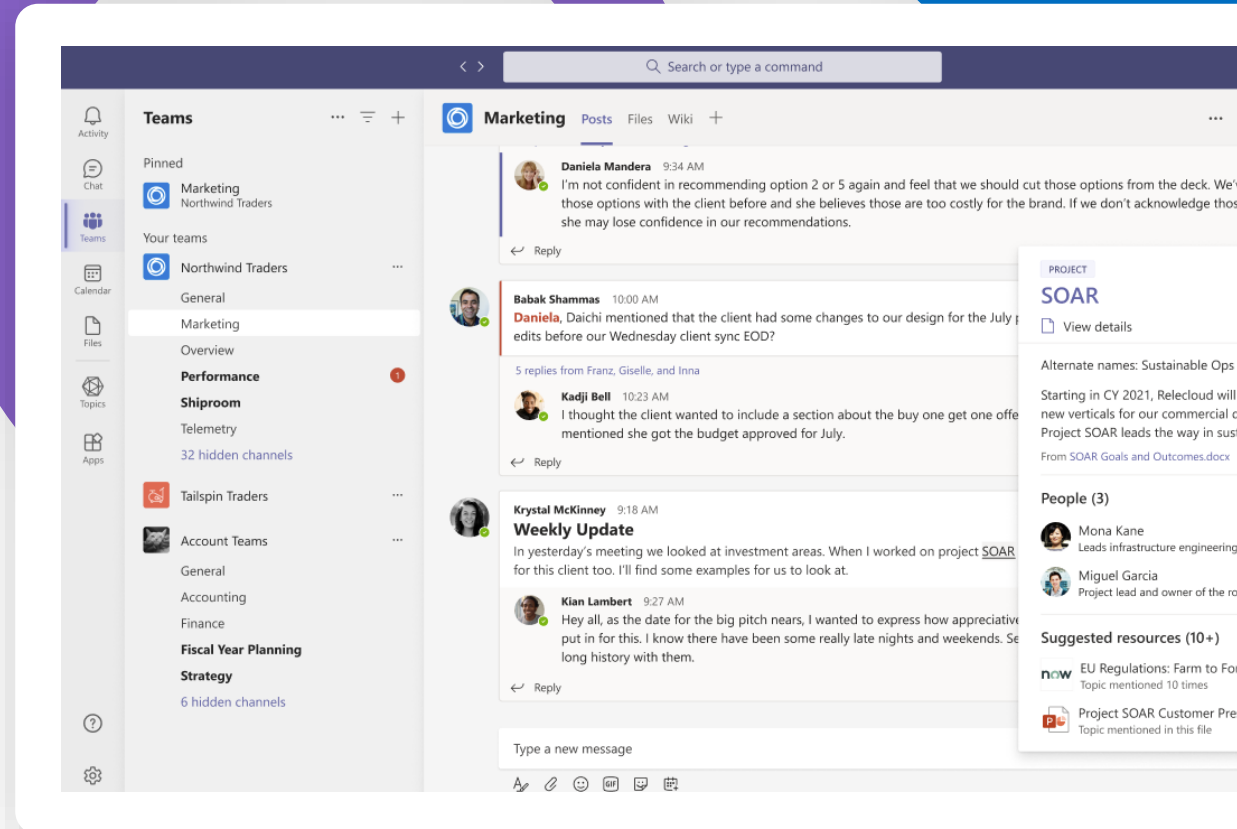 Search or type a command
Activity
Chat
Teams
Calendar
Files
Topics
Apps
Teams
Pinned
Marketing
Northwind Traders
Your teams
Northwind Traders
General
Marketing
Overview
Performance
1
Shiproom
Telemetry
32 hidden channels
Tailspin Traders
Account Teams
General
Accounting
Finance
Fiscal Year Planning
Strategy
6 hidden channels
Marketing Posts Files Wiki
Daniela Mandera 9:34 AM
I'm not confident in recommending option 2 or 5 again and feel that we should cut those options from the deck.
those options with the client before and she believes those are too costly for the brand. If we don't acknowledge
she may lose confidence in our recommendations.
Reply
Babak Shammas 10:00 AM
Daniela, Daichi mentioned that the client had some changes to our design for the July
edits before our Wednesday client sync EOD?
5 replies from Franz, Giselle, and Inna
Kadji Bell 10:23 AM
I thought the client wanted to include a section about the buy one get one
mentioned she got the budget approved for July.
Reply
Krystal McKinney 9:18 AM
Weekly Update
In yesterday's meeting we looked at investment areas. When I worked on project SOAR
for this client too. I'll find some examples for us to look at.
Kian Lambert 9:27 AM
Hey all, as the date for the big pitch nears, I wanted to express how appreciative
put in for this. I know there have been some really late nights and weekends.
long history with them.
Reply
Type a new message
GIF
PROJECT
SOAR
View details
Alternate names: Sustainable Ops
Starting in CY 2021, Relecloud will
new verticals for our commercial
Project SOAR leads the way in
From SOAR Goals and Outcomes.docx
People (3)
Mona Kane
Leads infrastructure engineering
Miguel Garcia
Project lead and owner of the
Suggested resources (10+)
now
EU Regulations: Farm to
Topic mentioned 10 times
P
Project SOAR Customer
Topic mentioned in this file